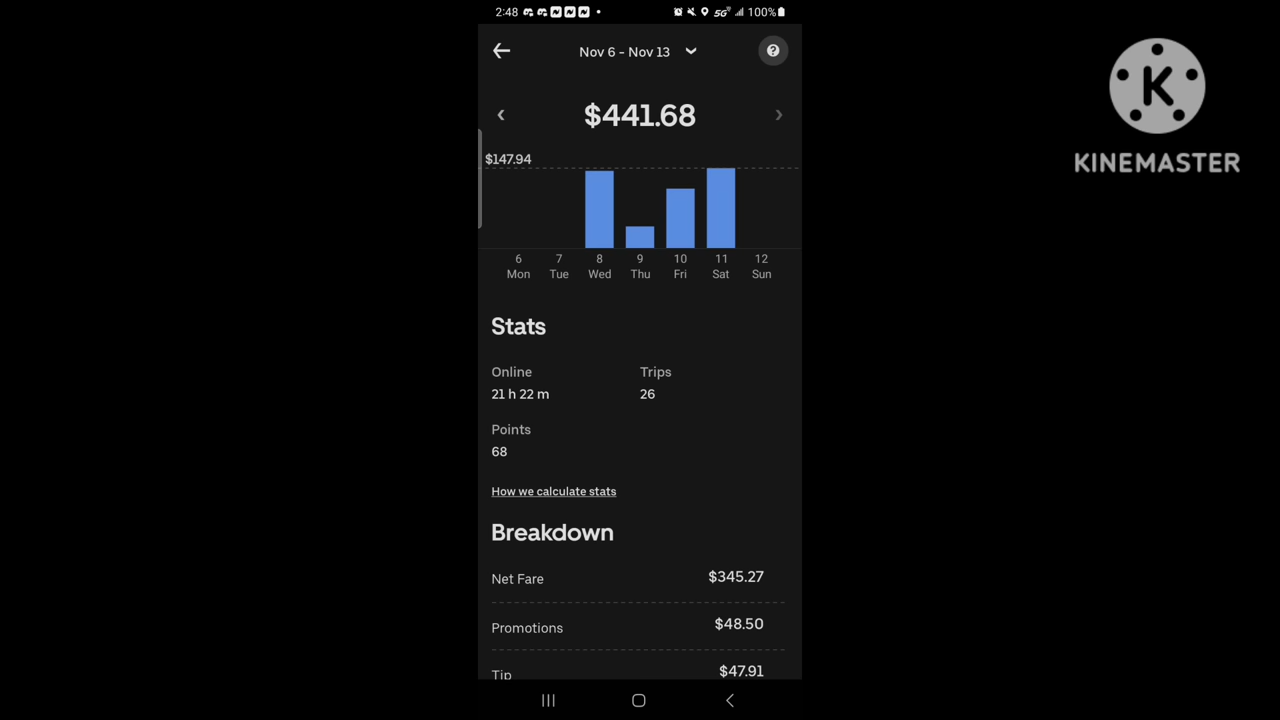 2:48
5G
100%
Nov 6 - Nov 13
?
$441.68
$147.94
6 7 8 9 10 11 12
Mon Tue Wed Thu Fri Sat Sun
Stats
Online Trips
21 h 22 m 26
Points
68
How we calculate stats
Breakdown
Net Fare $345.27
Promotions $48.50
Tip $47.91
K
KINEMASTER